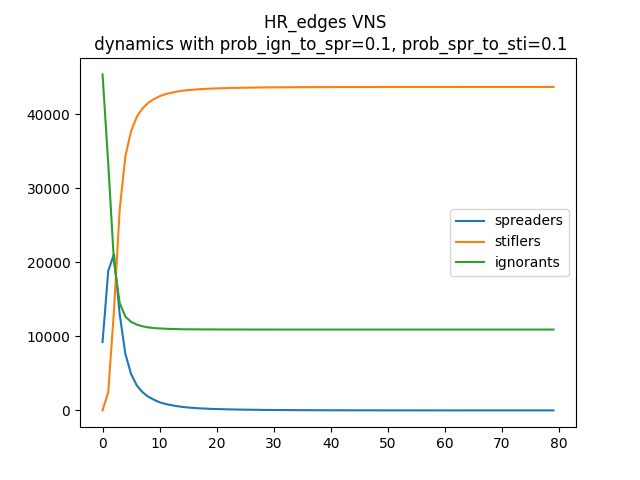 HR_edges VNS
dynamics with prob_ign_to_spr=0.1, prob_spr_to_sti=0.1
40000
30000
20000
10000
0
spreaders
stiflers
ignorants
0 10 20 30 40 50 60 70 80